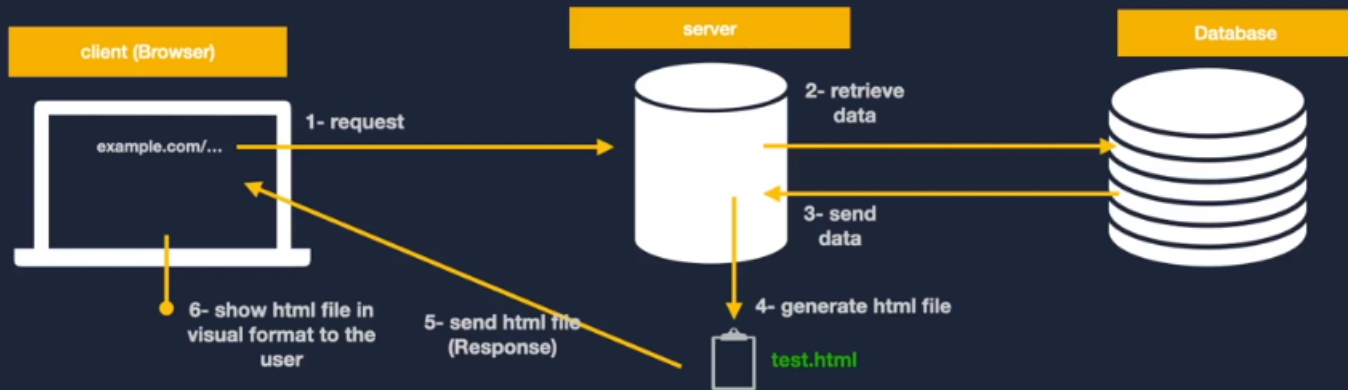 client (Browser)
server
Database
example.com/...
1- request
2- retrieve
data
3- send
data
4- generate html file
test.html
5- send html file
(Response)
6- show html file in
visual format to the
user